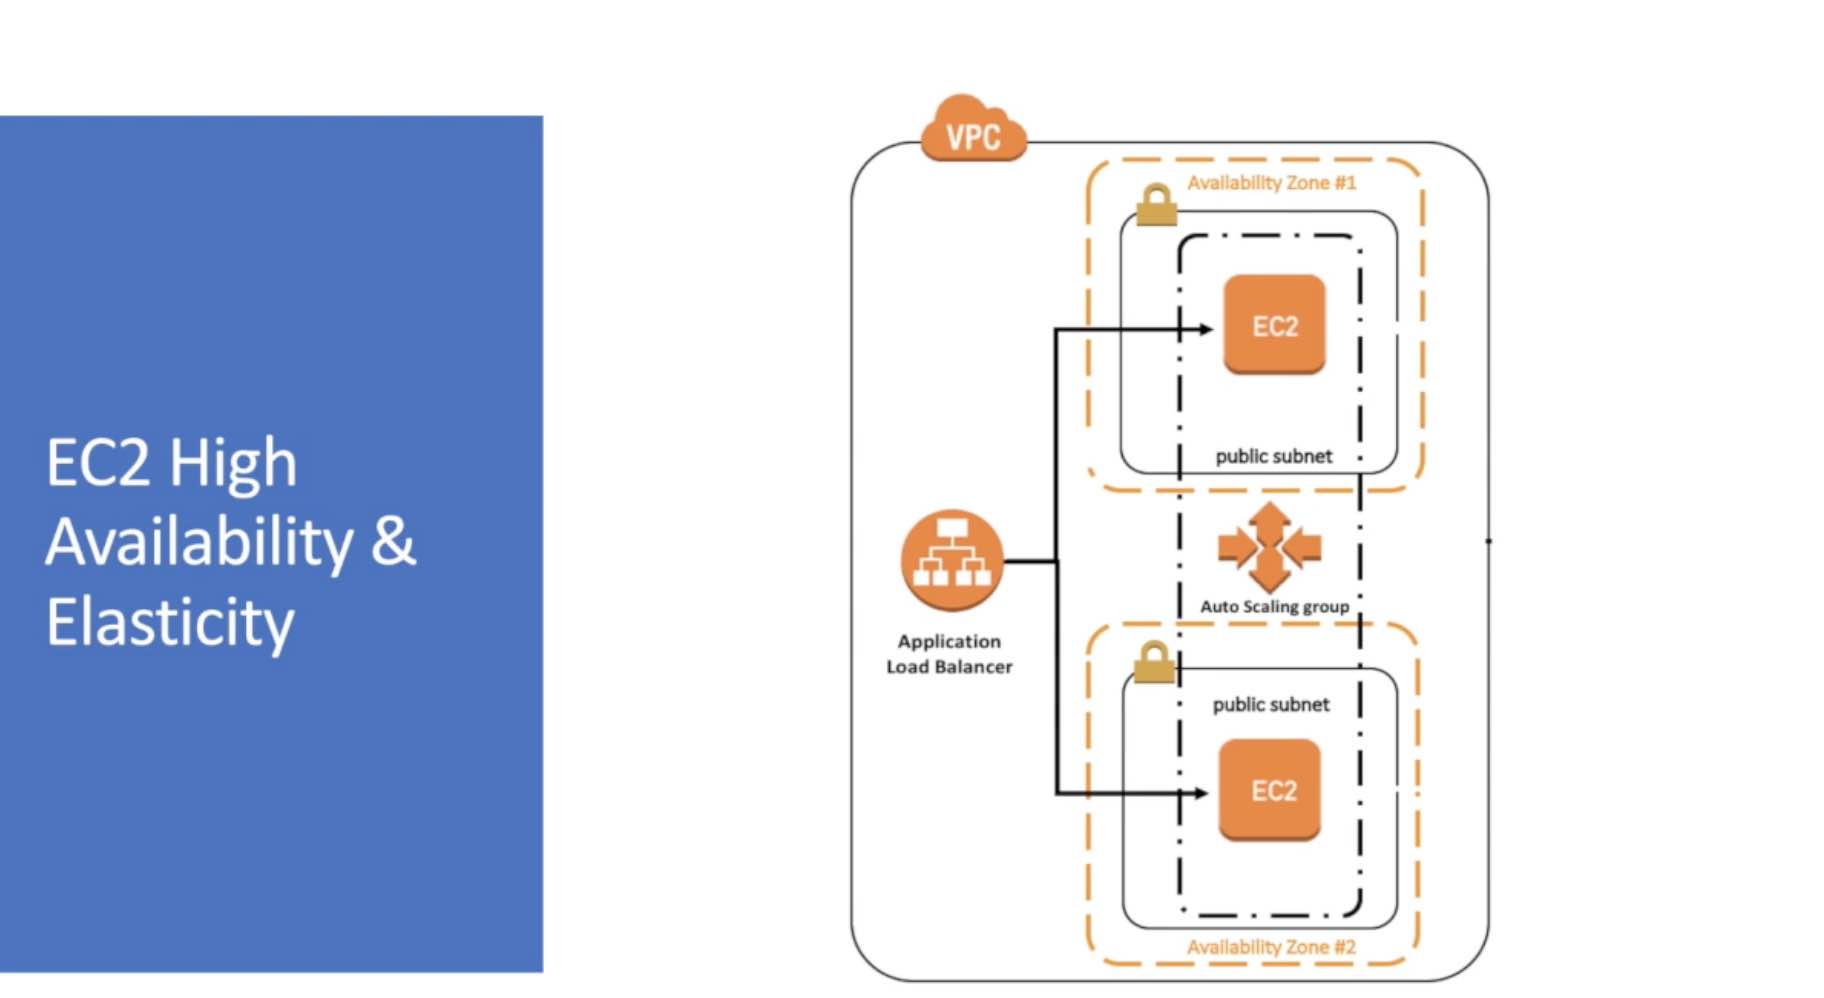 EC2 High
Availability &
Elasticity
VPC
Availability Zone #1
EC2
public subnet
Auto Scaling group
Application
Load Balancer
public subnet
EC2
Availability Zone #2